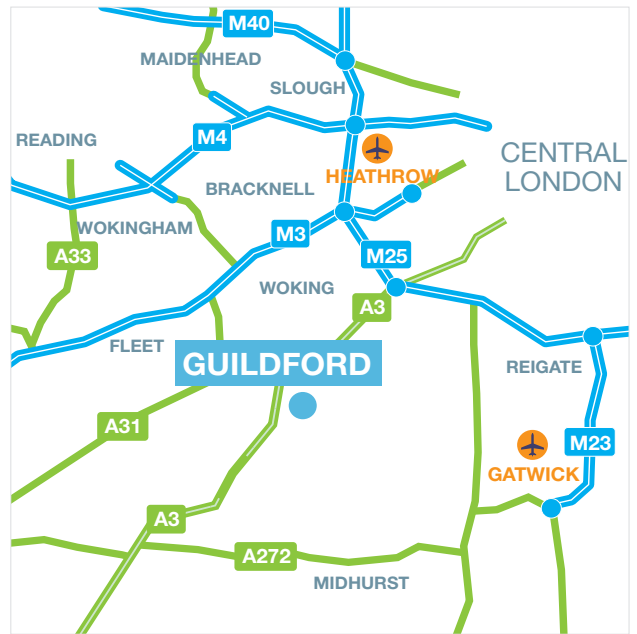 M40
MAIDENHEAD
SLOUGH
M4
READING
HEATHROW
CENTRAL
LONDON
BRACKNELL
WOKINGHAM
M3
A33
M25
WOKING
A3
FLEET
GUILDFORD
REIGATE
A31
M23
GATWICK
A3
A272
MIDHURST